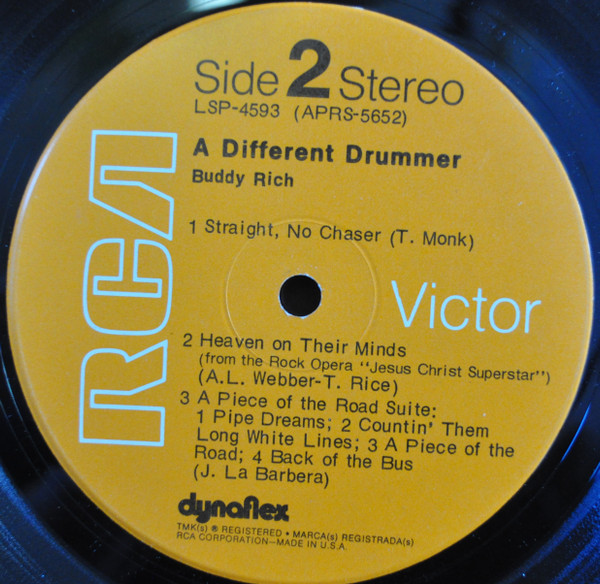 Side 2 Stereo
LSP-4593 (APRS-5652)
A Different Drummer
Buddy Rich
1 Straight, No Chaser (T. Monk)
RCA
Victor
2 Heaven on Their Minds
(from the Rock Opera "Jesus Christ Superstar")
(A.L. Webber-T. Rice)
3 A Piece of the Road Suite:
1 Pipe Dreams; 2 Countin' Them
Long White Lines; 3 A Piece of the
Road; 4 Back of the Bus
(J. La Barbera)
dynaflex
TMK(s) ® REGISTERED • MARCA(s) REGISTRADA(s)
RCA CORPORATION—MADE IN U.S.A.